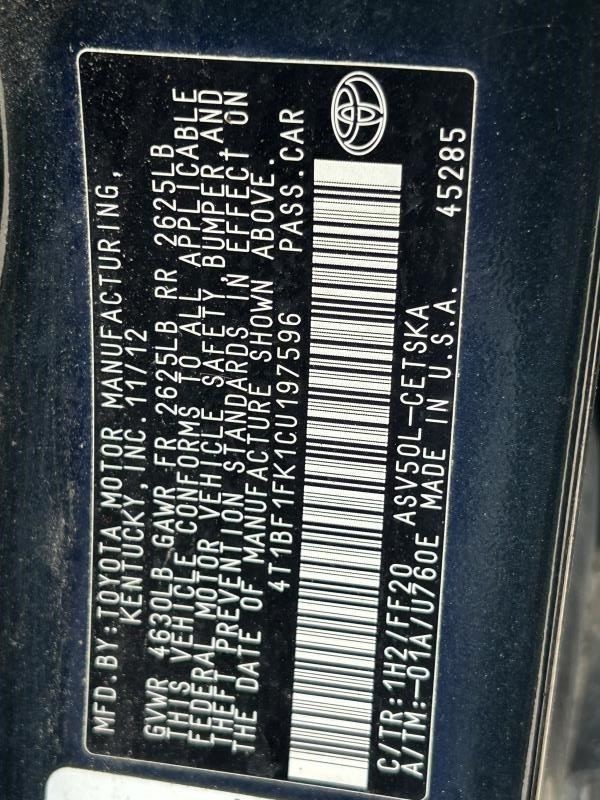 MFD.BY:TOYOTA MOTOR MANUFACTURING,
KENTUCKY, INC. 11/12
GVWR 4630LB GAWR FR 2625LB RR 2625LB
THIS VEHICLE CONFORMS TO ALL APPLICABLE
FEDERAL MOTOR VEHICLE SAFETY, BUMPER, AND
THEFT PREVENTION STANDARDS IN EFFECT ON
THE DATE OF MANUFACTURE SHOWN ABOVE.
4T1BF1FK1CU197596 PASS.CAR
C/TR:1H2/FF20 ASV50L-CETSKA
A/TM:-01A/U760E MADE IN U.S.A.
45285